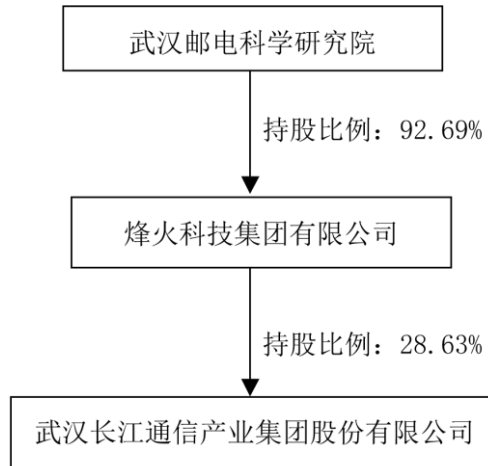 武汉邮电科学研究院
持股比例：92.69%
烽火科技集团有限公司
持股比例：28.63%
武汉长江通信产业集团股份有限公司